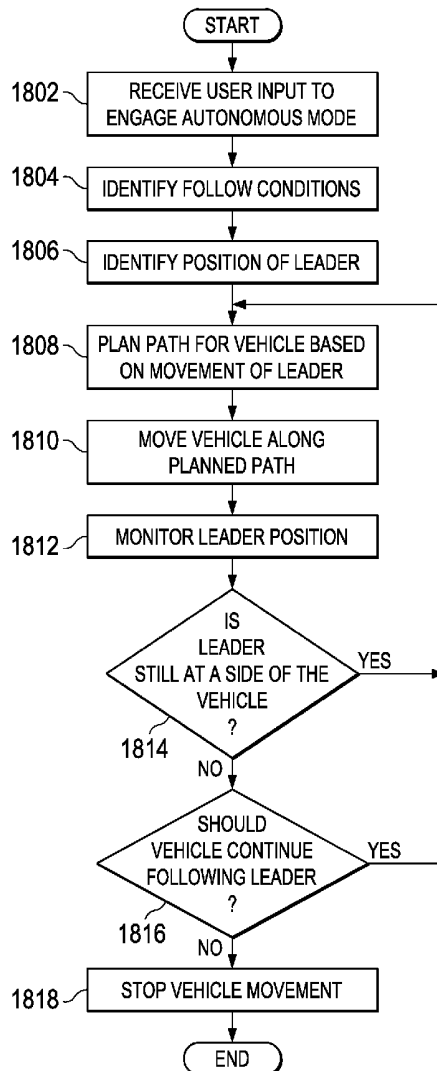 START
1802
RECEIVE USER INPUT TO
ENGAGE AUTONOMOUS MODE
1804
IDENTIFY FOLLOW CONDITIONS
1806
IDENTIFY POSITION OF LEADER
1808
PLAN PATH FOR VEHICLE BASED
ON MOVEMENT OF LEADER
1810
MOVE VEHICLE ALONG
PLANNED PATH
1812
MONITOR LEADER POSITION
IS
LEADER
STILL AT A SIDE OF THE
VEHICLE
?
YES
1814
NO
SHOULD
VEHICLE CONTINUE
FOLLOWING LEADER
?
YES
1816
NO
1818
STOP VEHICLE MOVEMENT
END